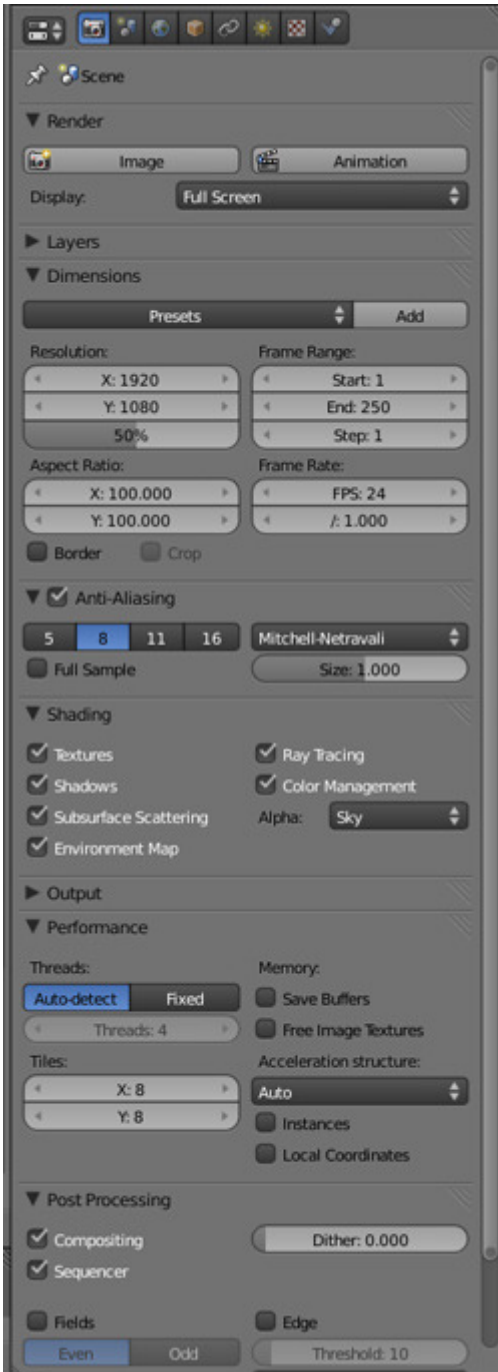 Scene
Render
Image Animation
Display: Full Screen
Layers
Dimensions
Presets Add
Resolution: Frame Range:
X: 1920 Start: 1
Y: 1080 End: 250
50% Step: 1
Aspect Ratio: Frame Rate:
X: 100.000 FPS: 24
Y: 100.000 /: 1.000
Border Crop
Anti-Aliasing
5 8 11 16 Mitchell-Netravali
Full Sample Size: 1.000
Shading
Textures Ray Tracing
Shadows Color Management
Subsurface Scattering Alpha: Sky
Environment Map
Output
Performance
Threads: Memory:
Auto-detect Fixed Save Buffers
Threads: 4 Free Image Textures
Tiles: Acceleration structure:
X: 8 Auto
Y: 8 Instances
Local Coordinates
Post Processing
Compositing Dither: 0.000
Sequencer
Fields Edge
Even Odd Threshold: 10